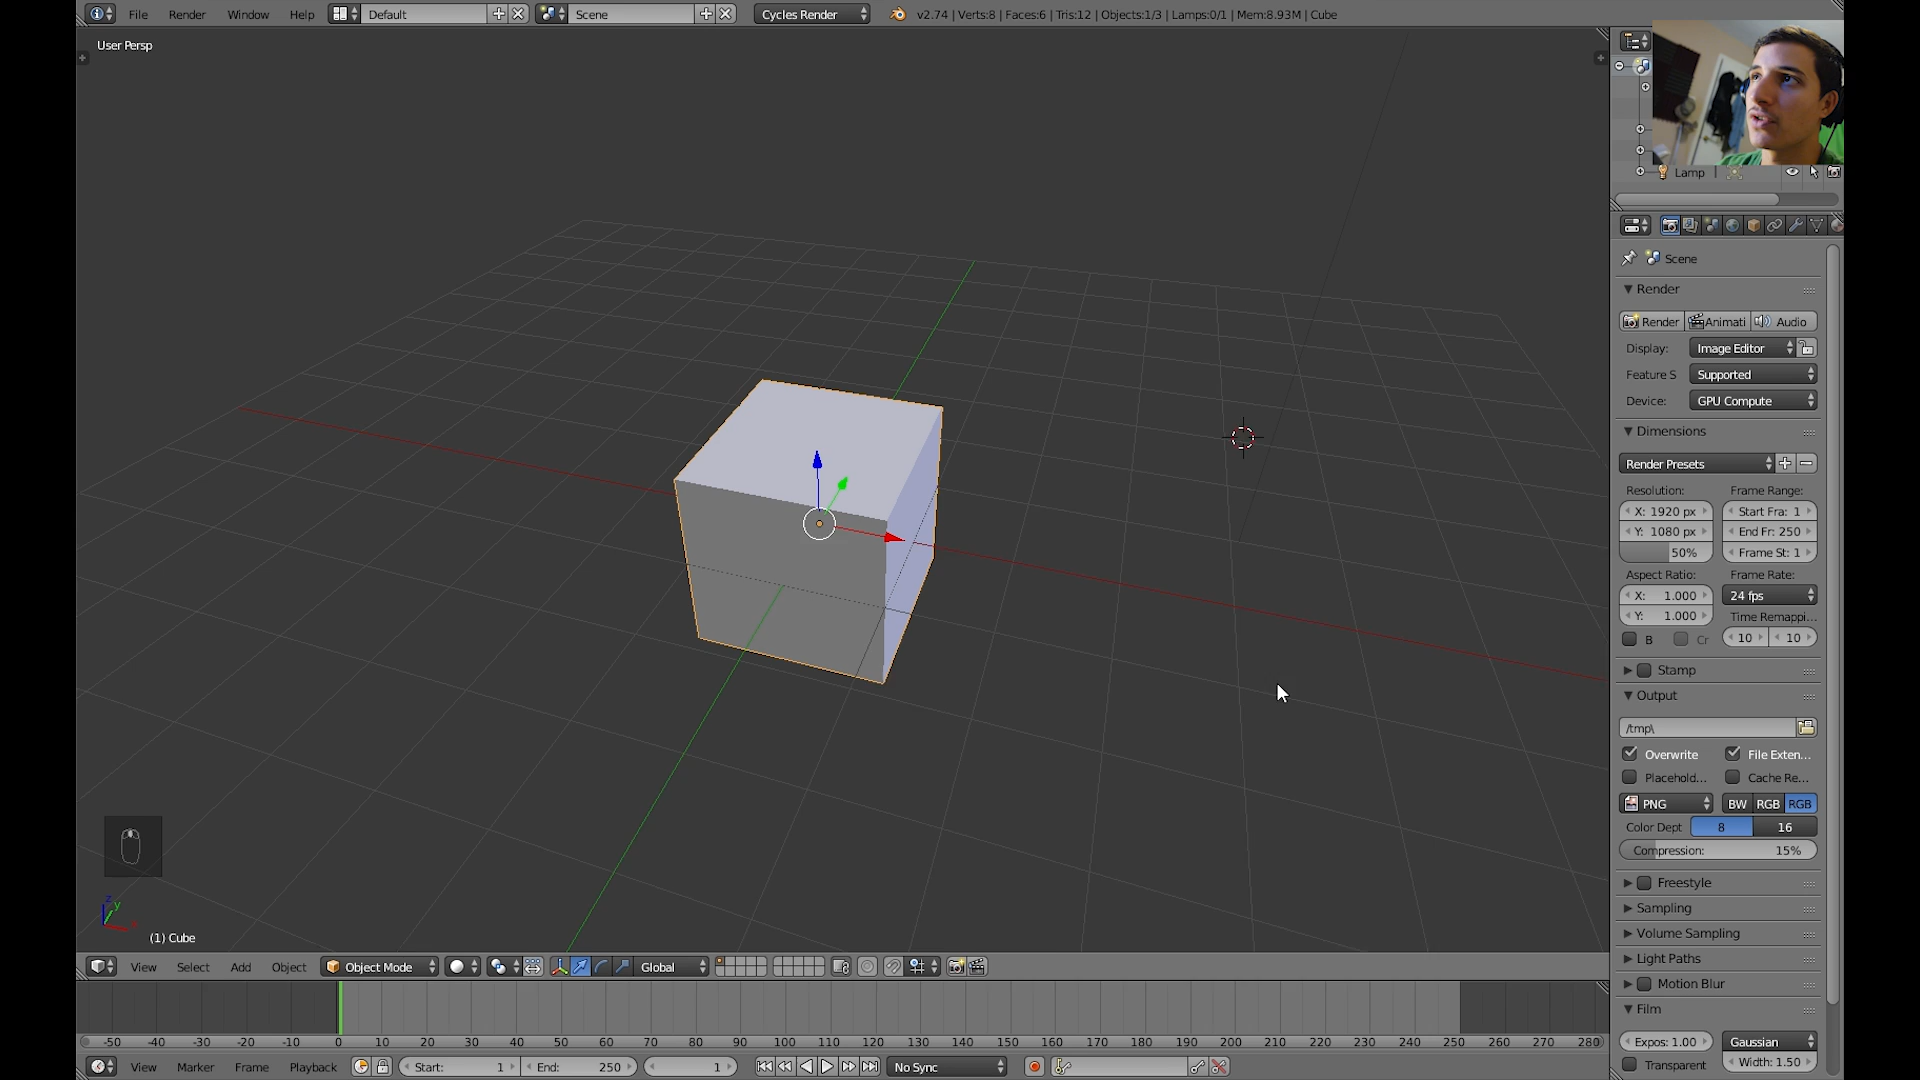 File Render Window Help Default Scene Cycles Render v2.74 | Verts:8 | Faces:6 | Tris:12 | Objects:1/3 | Lamps:0/1 | Mem:8.93M | Cube
User Persp
Lamp
Scene
Render
Render Animati Audio
Display: Image Editor
Feature S Supported
Device: GPU Compute
Dimensions
Render Presets
Resolution: Frame Range:
X: 1920 px Start Fra: 1
Y: 1080 px End Fr: 250
50% Frame St: 1
Aspect Ratio: Frame Rate:
X: 1.000 24 fps
Y: 1.000 Time Remappi...
B Cr 10 10
Stamp
Output
/tmp\
Overwrite File Exten...
Placehold... Cache Re...
PNG BW RGB RGB
Color Dept 8 16
Compression: 15%
Freestyle
Sampling
Volume Sampling
Light Paths
Motion Blur
Film
Expos: 1.00 Gaussian
Transparent Width: 1.50
z
y
x
(1) Cube
View Select Add Object Object Mode Global
-50 -40 -30 -20 -10 0 10 20 30 40 50 60 70 80 90 100 110 120 130 140 150 160 170 180 190 200 210 220 230 240 250 260 270 280
View Marker Frame Playback Start: 1 End: 250 1 No Sync